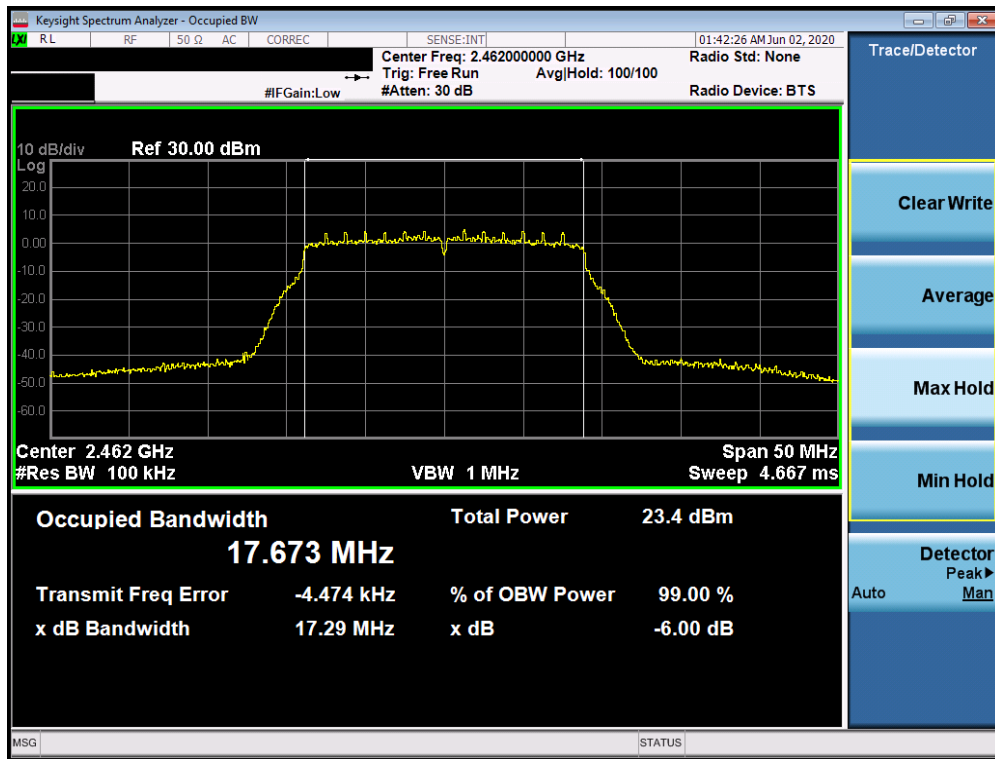 Keysight Spectrum Analyzer - Occupied BW
LXI RL RF 50 Ω AC CORREC SENSE:INT 01:42:26 AM Jun 02, 2020
Center Freq: 2.462000000 GHz Radio Std: None
Trig: Free Run Avg|Hold: 100/100
#IFGain:Low #Atten: 30 dB Radio Device: BTS
10 dB/div Ref 30.00 dBm
Log
20.0
10.0
0.00
-10.0
-20.0
-30.0
-40.0
-50.0
-60.0
Center 2.462 GHz Span 50 MHz
#Res BW 100 kHz VBW 1 MHz Sweep 4.667 ms
Occupied Bandwidth Total Power 23.4 dBm
17.673 MHz
Transmit Freq Error -4.474 kHz % of OBW Power 99.00 %
x dB Bandwidth 17.29 MHz x dB -6.00 dB
MSG STATUS
Trace/Detector
Clear Write
Average
Max Hold
Min Hold
Detector
Peak▶
Auto Man